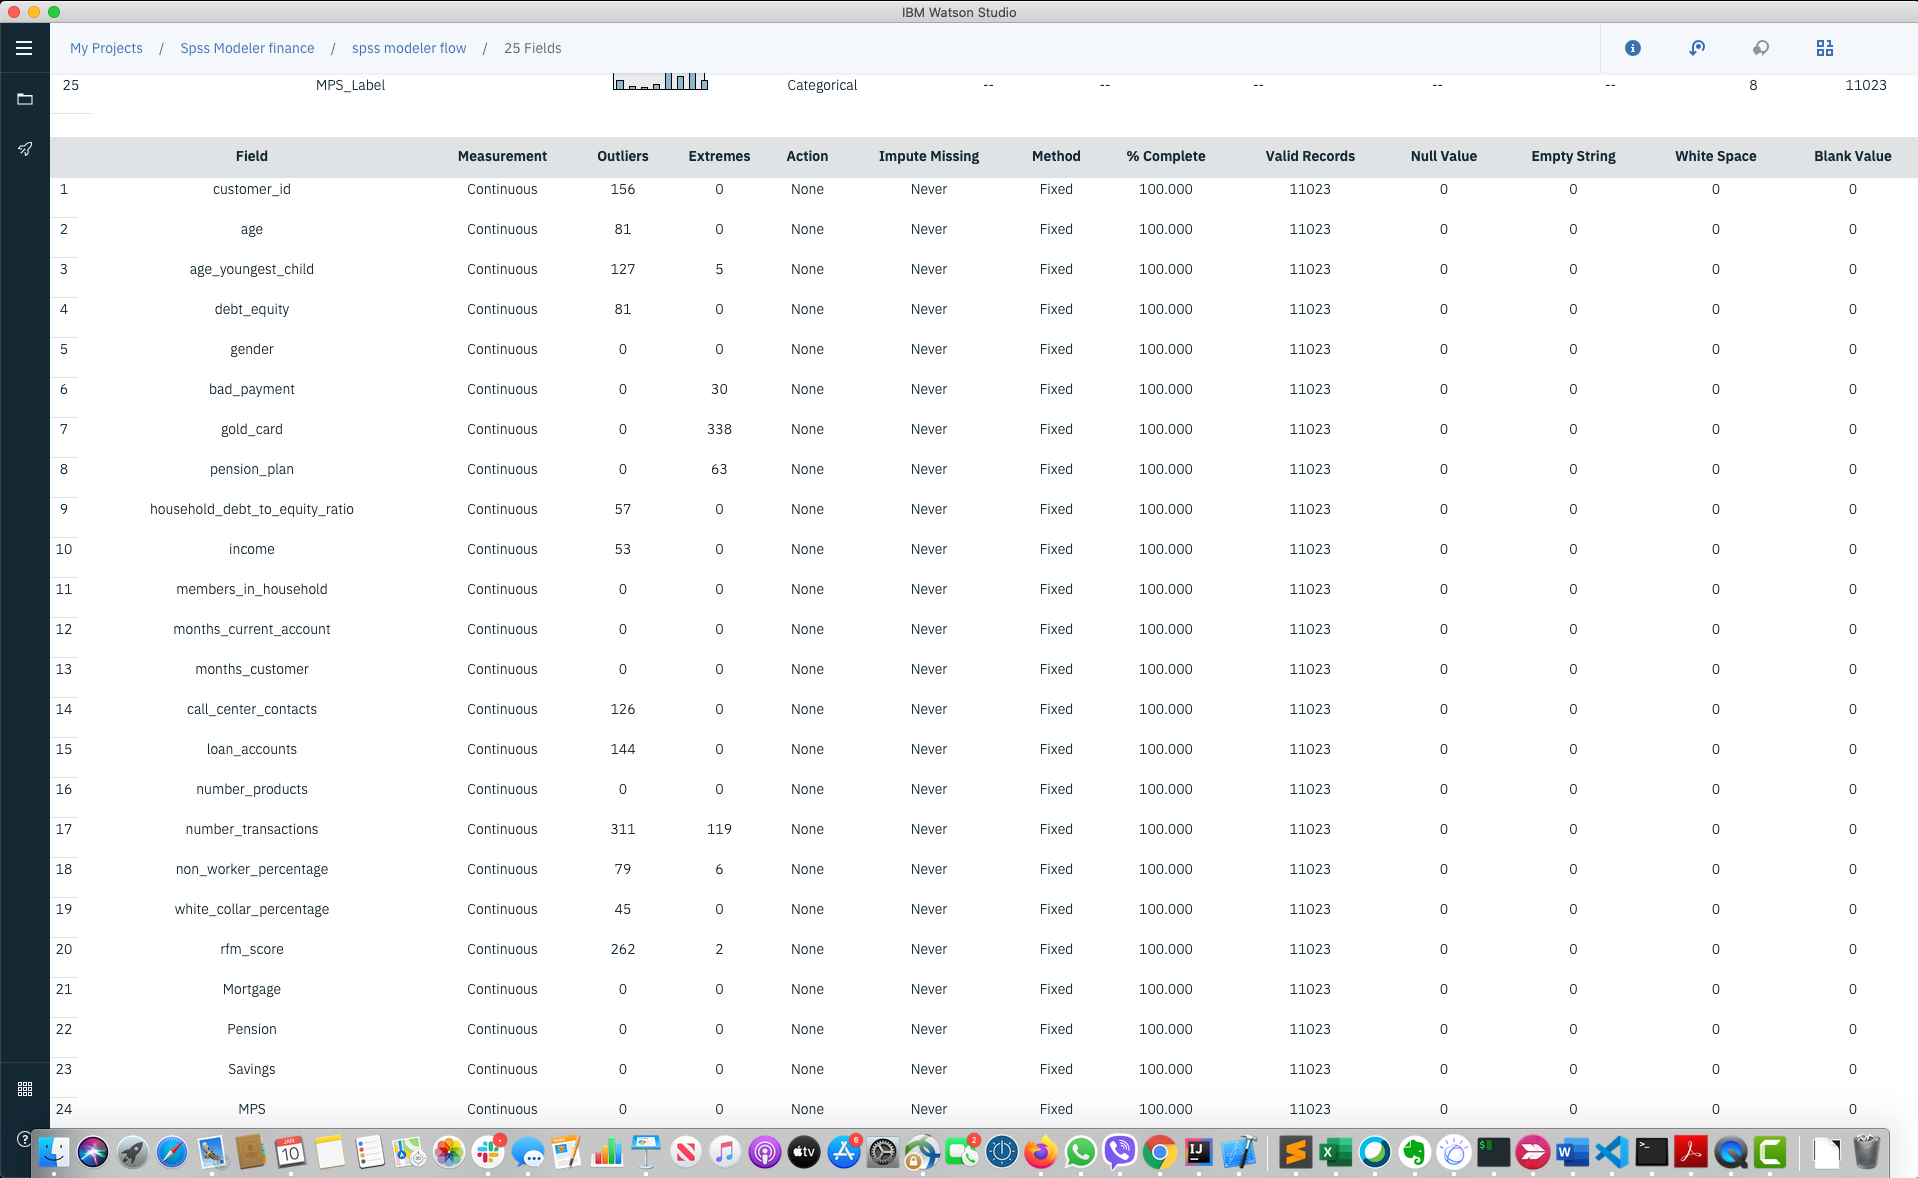 IBM Watson Studio
My Projects / Spss Modeler finance / spss modeler flow / 25 Fields
25 MPS_Label Categorical -- -- -- -- -- 8 11023
Field Measurement Outliers Extremes Action Impute Missing Method % Complete Valid Records Null Value Empty String White Space Blank Value
1 customer_id Continuous 156 0 None Never Fixed 100.000 11023 0 0 0 0
2 age Continuous 81 0 None Never Fixed 100.000 11023 0 0 0 0
3 age_youngest_child Continuous 127 5 None Never Fixed 100.000 11023 0 0 0 0
4 debt_equity Continuous 81 0 None Never Fixed 100.000 11023 0 0 0 0
5 gender Continuous 0 0 None Never Fixed 100.000 11023 0 0 0 0
6 bad_payment Continuous 0 30 None Never Fixed 100.000 11023 0 0 0 0
7 gold_card Continuous 0 338 None Never Fixed 100.000 11023 0 0 0 0
8 pension_plan Continuous 0 63 None Never Fixed 100.000 11023 0 0 0 0
9 household_debt_to_equity_ratio Continuous 57 0 None Never Fixed 100.000 11023 0 0 0 0
10 income Continuous 53 0 None Never Fixed 100.000 11023 0 0 0 0
11 members_in_household Continuous 0 0 None Never Fixed 100.000 11023 0 0 0 0
12 months_current_account Continuous 0 0 None Never Fixed 100.000 11023 0 0 0 0
13 months_customer Continuous 0 0 None Never Fixed 100.000 11023 0 0 0 0
14 call_center_contacts Continuous 126 0 None Never Fixed 100.000 11023 0 0 0 0
15 loan_accounts Continuous 144 0 None Never Fixed 100.000 11023 0 0 0 0
16 number_products Continuous 0 0 None Never Fixed 100.000 11023 0 0 0 0
17 number_transactions Continuous 311 119 None Never Fixed 100.000 11023 0 0 0 0
18 non_worker_percentage Continuous 79 6 None Never Fixed 100.000 11023 0 0 0 0
19 white_collar_percentage Continuous 45 0 None Never Fixed 100.000 11023 0 0 0 0
20 rfm_score Continuous 262 2 None Never Fixed 100.000 11023 0 0 0 0
21 Mortgage Continuous 0 0 None Never Fixed 100.000 11023 0 0 0 0
22 Pension Continuous 0 0 None Never Fixed 100.000 11023 0 0 0 0
23 Savings Continuous 0 0 None Never Fixed 100.000 11023 0 0 0 0
24 MPS Continuous 0 0 None Never Fixed 100.000 11023 0 0 0 0
JAN 10 tv 6 2 IJ X $ W >_